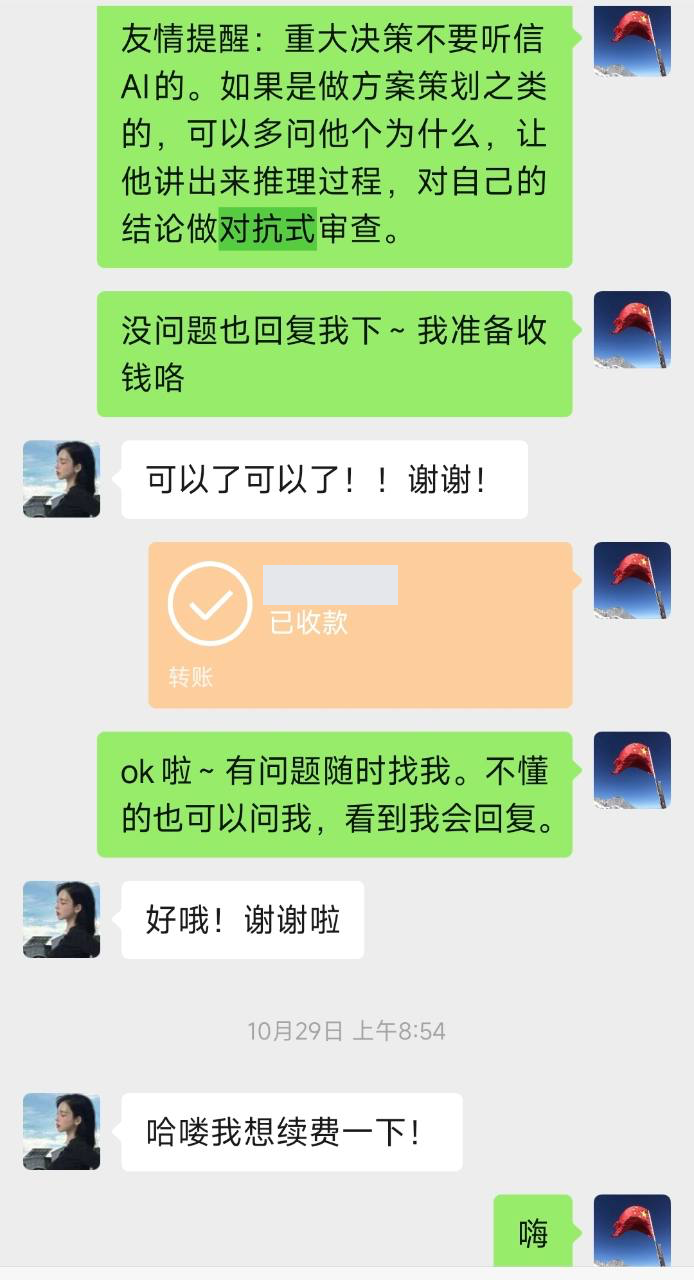 友情提醒：重大决策不要听信
AI的。如果是做方案策划之类
的，可以多问他个为什么，让
他讲出来推理过程，对自己的
结论做对抗式审查。
没问题也回复我下~我准备收
钱咯
可以了可以了！！谢谢！
已收款
转账
ok啦~有问题随时找我。不懂
的也可以问我，看到我会回复。
好哦！谢谢啦
10月29日 上午8:54
哈喽我想续费一下！
嗨